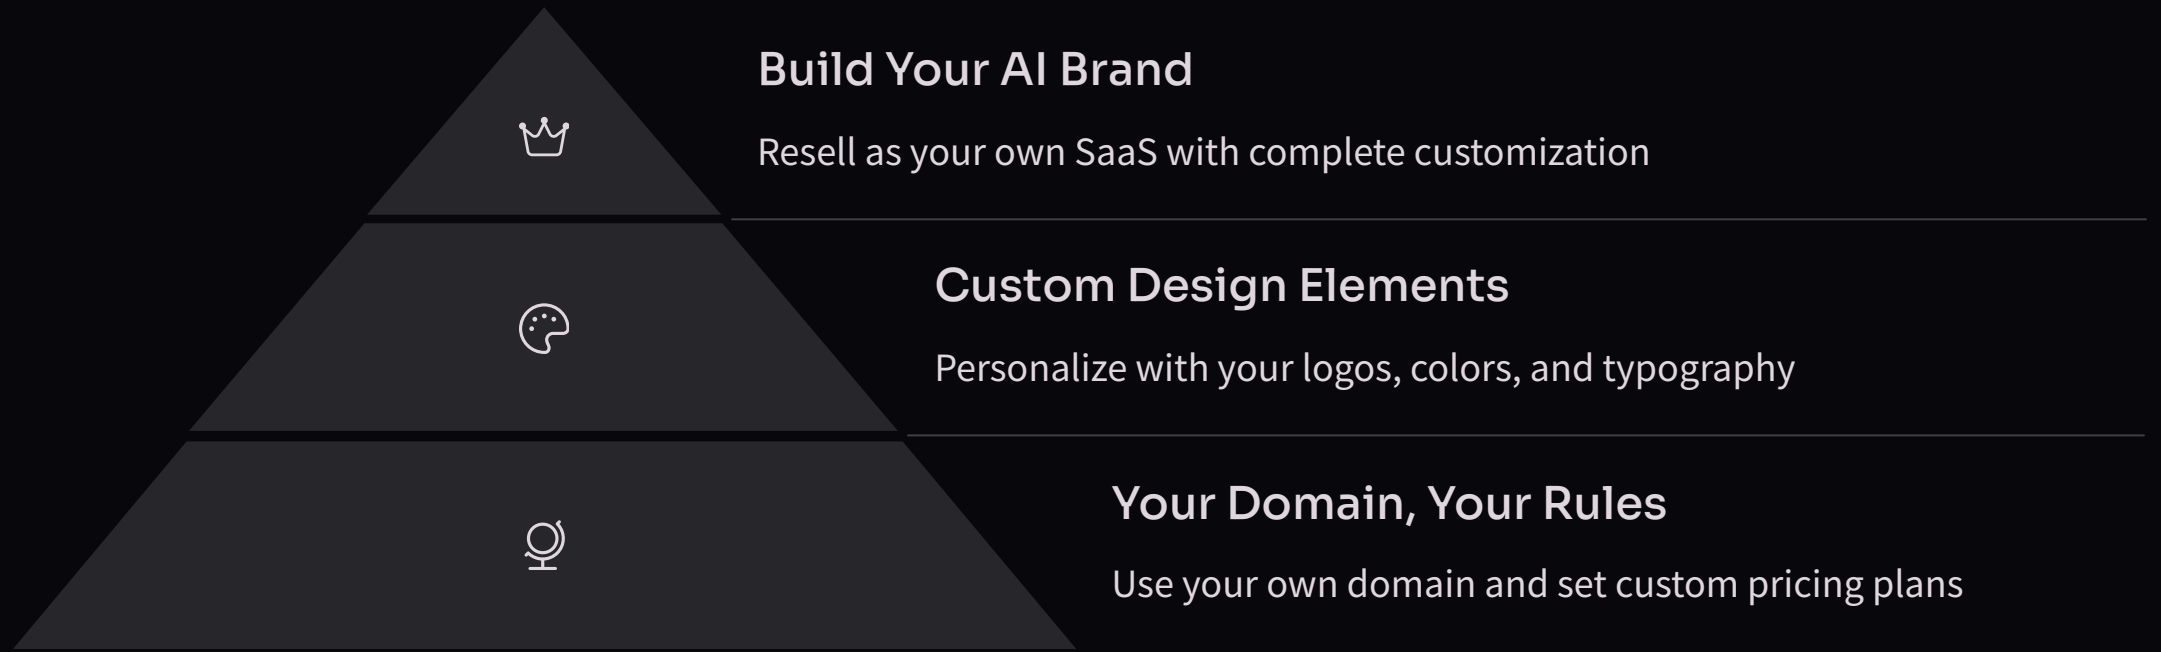 Build Your AI Brand
Resell as your own SaaS with complete customization
Custom Design Elements
Personalize with your logos, colors, and typography
Your Domain, Your Rules
Use your own domain and set custom pricing plans